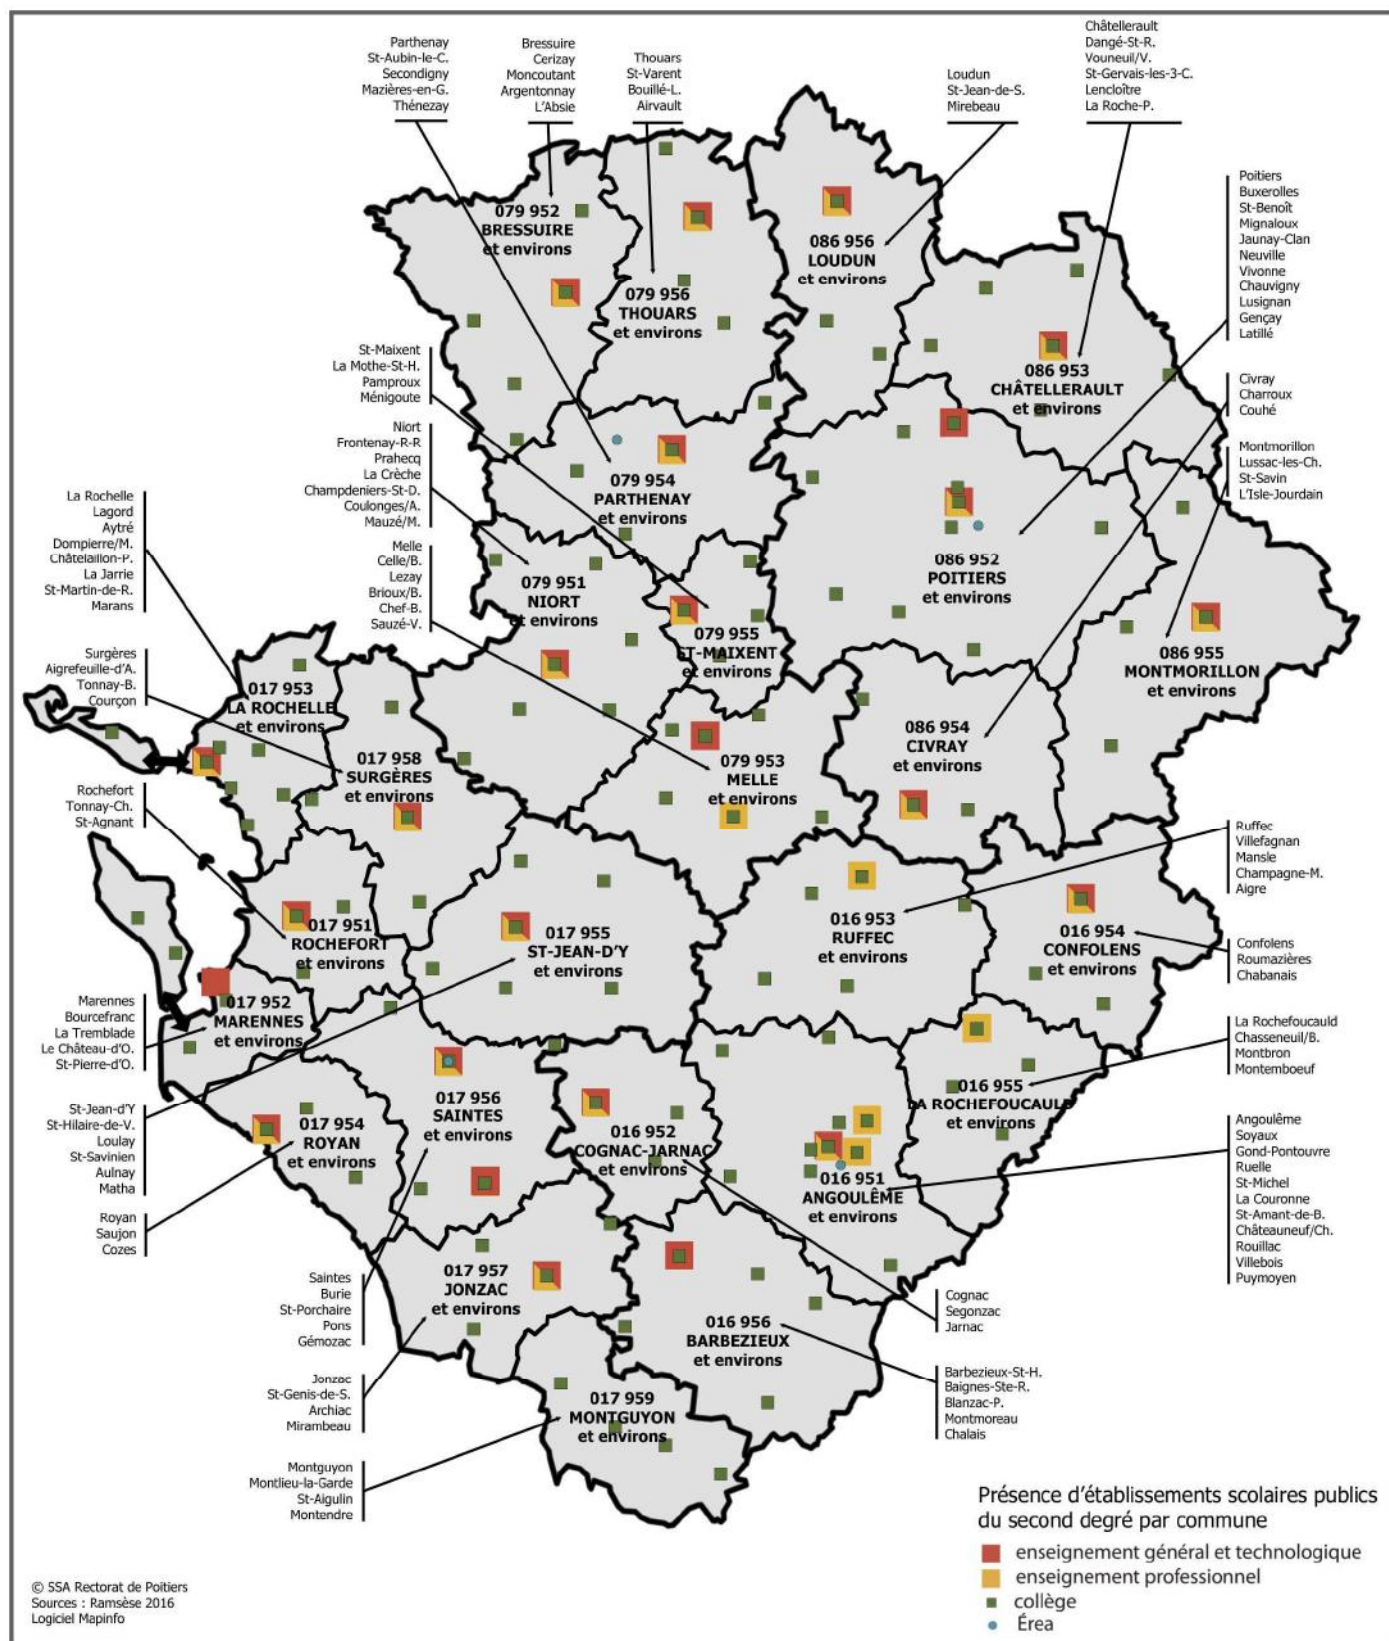 Parthenay
St-Aubin-le-C.
Secondigny
Mazières-en-G.
Thénezay
Bressuire
Cerizay
Moncoutant
Argentonnay
L'Absie
Thouars
St-Varent
Bouillé-L.
Airvault
Loudun
St-Jean-de-S.
Mirebeau
Châtellerault
Dangé-St-R.
Vouneuil/V.
St-Gervais-les-3-C.
Lencloître
La Roche-P.
Poitiers
Buxerolles
St-Benoît
Mignaloux
Jaunay-Clan
Neuville
Vivonne
Chauvigny
Lusignan
Gençay
Latillé
079 952
BRESSUIRE
et environs
079 956
THOUARS
et environs
086 956
LOUDUN
et environs
086 953
CHÂTELLERAULT
et environs
St-Maixent
La Mothe-St-H.
Pamproux
Ménigoute
Civray
Charroux
Couhé
Niort
Frontenay-R-R
Prahecq
La Crèche
Champdeniers-St-D.
Coulonges/A.
Mauzé/M.
Montmorillon
Lussac-les-Ch.
St-Savin
L'Isle-Jourdain
079 954
PARTHENAY
et environs
La Rochelle
Lagord
Aytré
Dompierre/M.
Châtelaillon-P.
La Jarrie
St-Martin-de-R.
Marans
Melle
Celle/B.
Lezay
Brioux/B.
Chef-B.
Sauzé-V.
079 951
NIORT
et environs
086 952
POITIERS
et environs
079 955
ST-MAIXENT
et environs
086 955
MONTMORILLON
et environs
Surgères
Aigrefeuille-d'A.
Tonnay-B.
Courçon
017 953
LA ROCHELLE
et environs
017 958
SURGÈRES
et environs
079 953
MELLE
et environs
086 954
CIVRAY
et environs
Rochefort
Tonnay-Ch.
St-Agnant
Ruffec
Villefagnan
Mansle
Champagne-M.
Aigre
017 951
ROCHEFORT
et environs
017 955
ST-JEAN-D'Y
et environs
016 953
RUFFEC
et environs
016 954
CONFOLENS
et environs
Confolens
Roumazières
Chabanais
Marennes
Bourcefranc
La Tremblade
Le Château-d'O.
St-Pierre-d'O.
017 952
MARENNES
et environs
La Rochefoucauld
Chasseneuil/B.
Montbron
Montemboeuf
St-Jean-d'Y
St-Hilaire-de-V.
Loulay
St-Savinien
Aulnay
Matha
017 954
ROYAN
et environs
017 956
SAINTES
et environs
016 952
COGNAC-JARNAC
et environs
016 955
LA ROCHEFOUCAULD
et environs
016 951
ANGOULÊME
et environs
Angoulême
Soyaux
Gond-Pontouvre
Ruelle
St-Michel
La Couronne
St-Amant-de-B.
Châteauneuf/Ch.
Rouillac
Villebois
Puymoyen
Royan
Saujon
Cozes
Saintes
Burie
St-Porchaire
Pons
Gémozac
017 957
JONZAC
et environs
016 956
BARBEZIEUX
et environs
Cognac
Segonzac
Jarnac
Jonzac
St-Genis-de-S.
Archiac
Mirambeau
Barbezieux-St-H.
Baignes-Ste-R.
Blanzac-P.
Montmoreau
Chalais
017 959
MONTGUYON
et environs
Montguyon
Montlieu-la-Garde
St-Aigulin
Montendre
Présence d'établissements scolaires publics
du second degré par commune
enseignement général et technologique
enseignement professionnel
collège
Érea
© SSA Rectorat de Poitiers
Sources : Ramsèse 2016
Logiciel Mapinfo